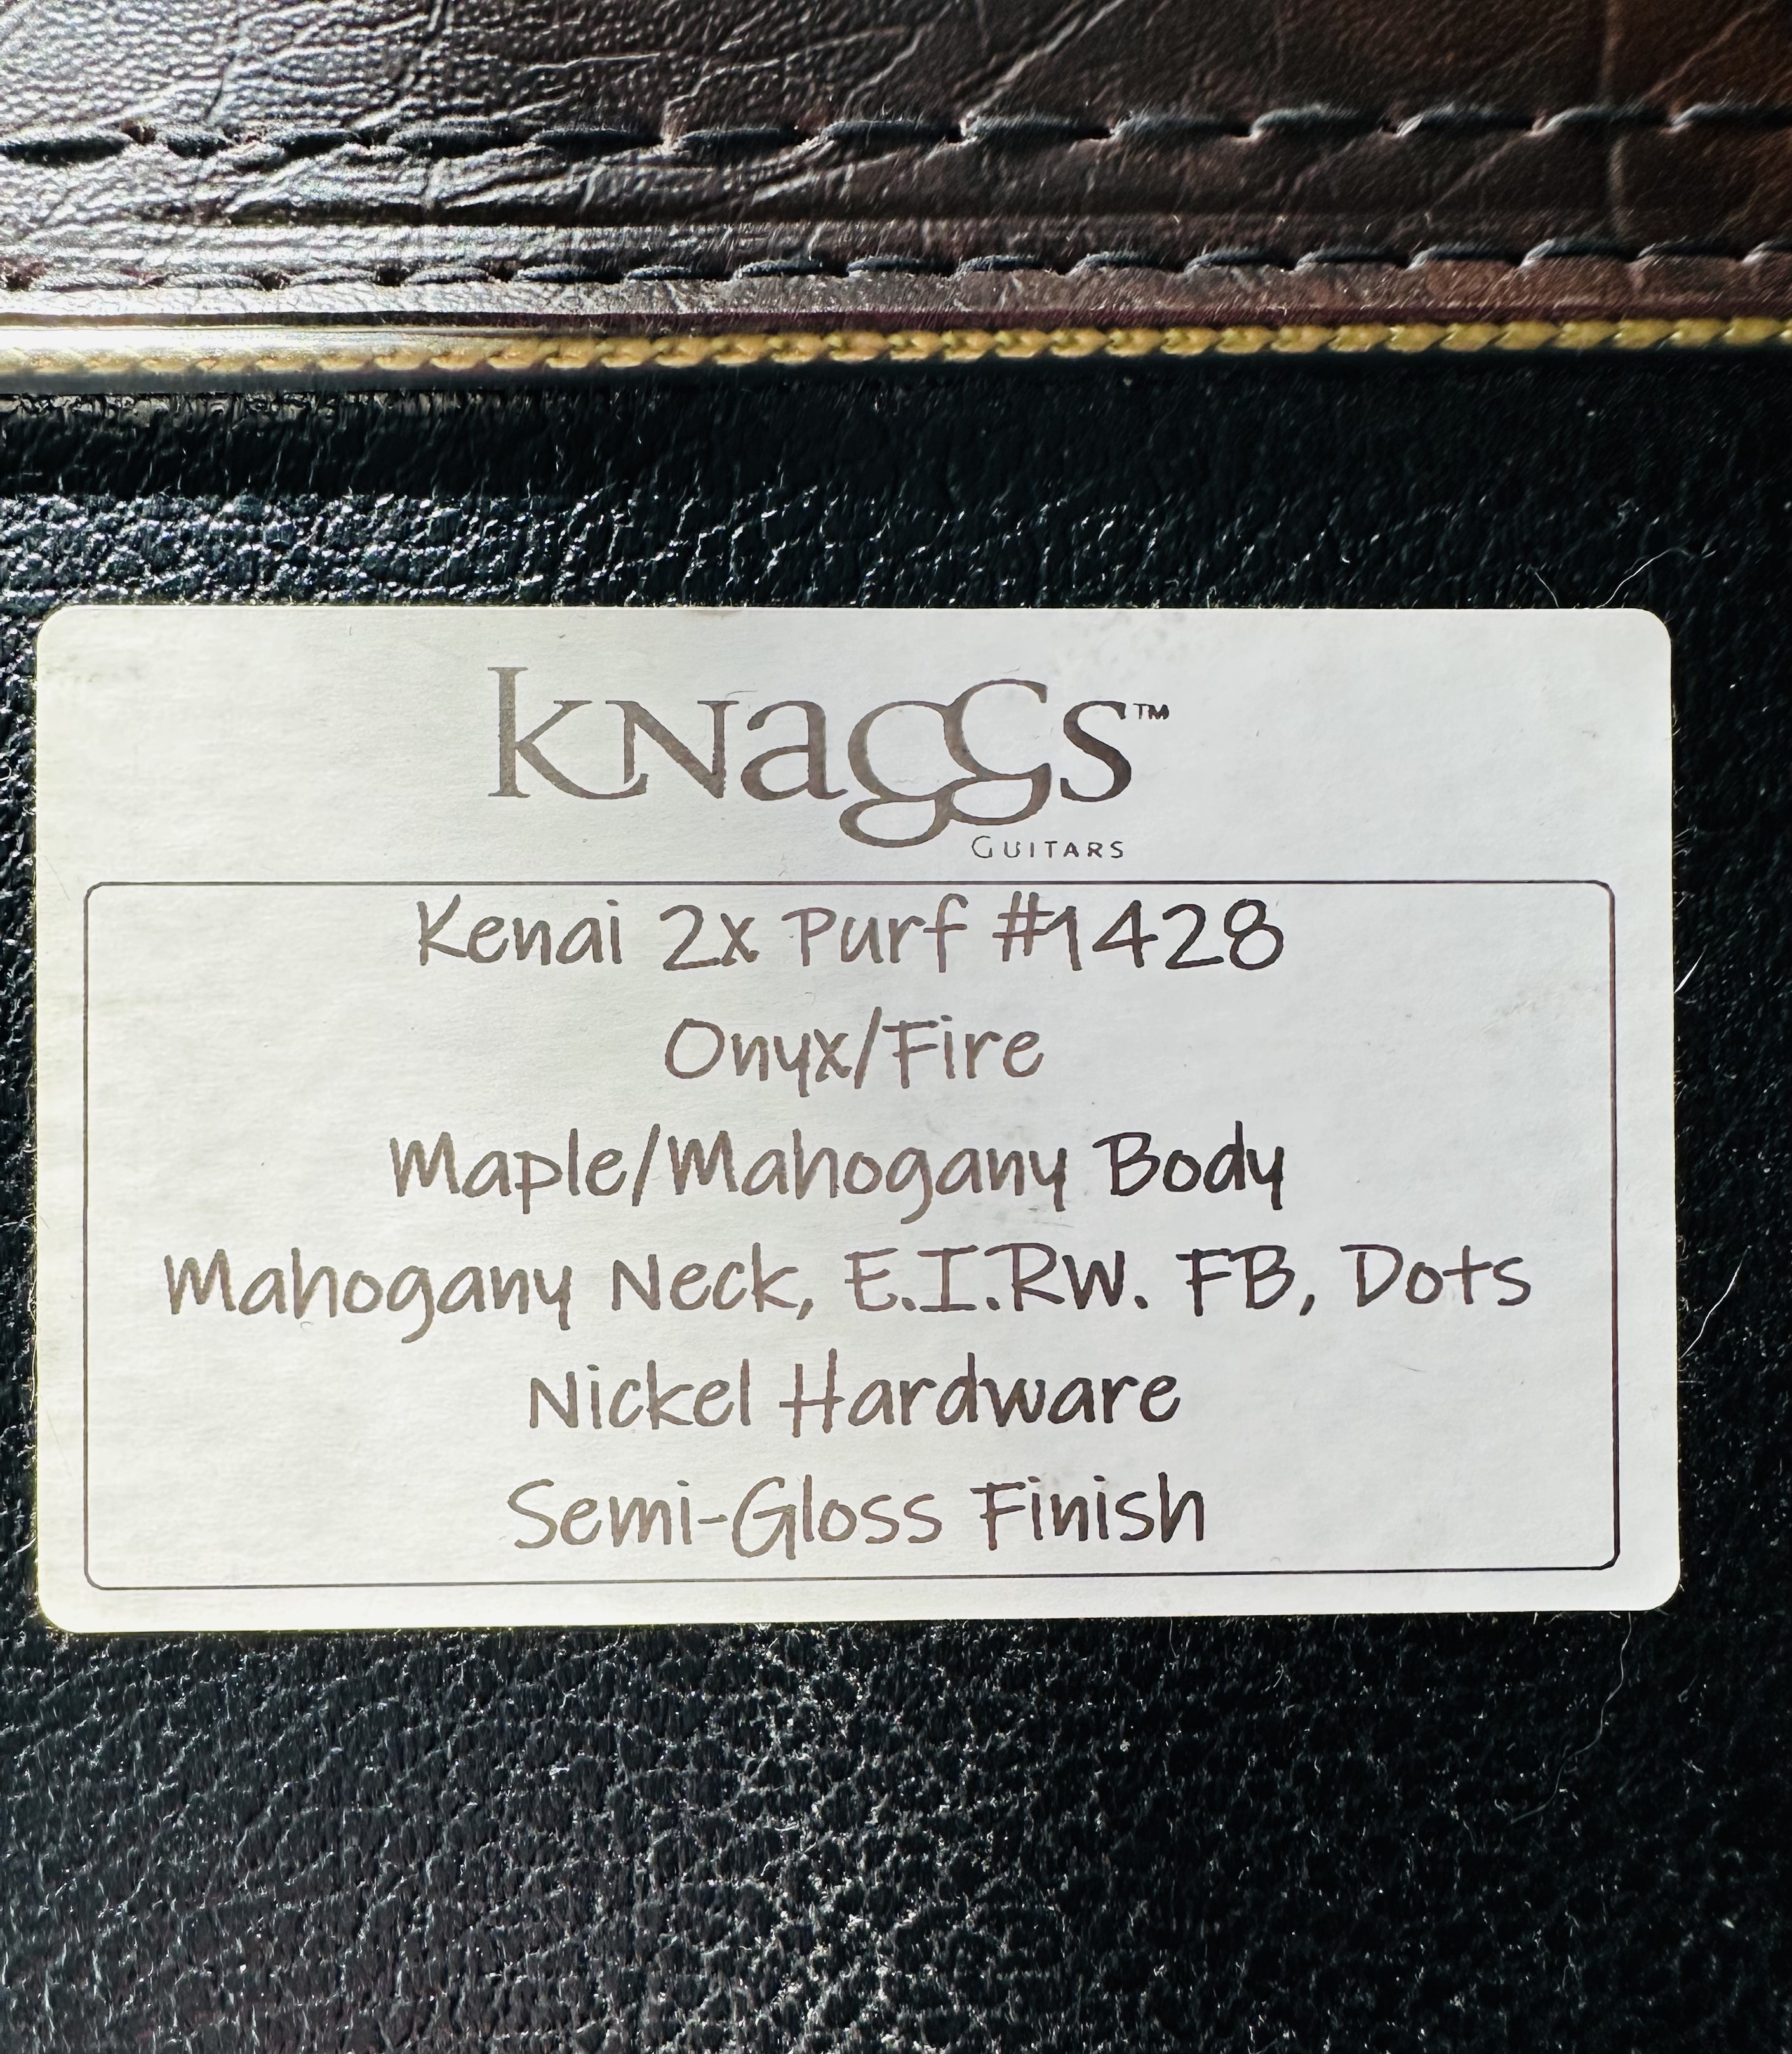 Knaggs™
Guitars
Kenai 2x Purf #1428
Onyx/Fire
Maple/Mahogany Body
Mahogany Neck, E.I.RW. FB, Dots
Nickel Hardware
Semi-Gloss Finish